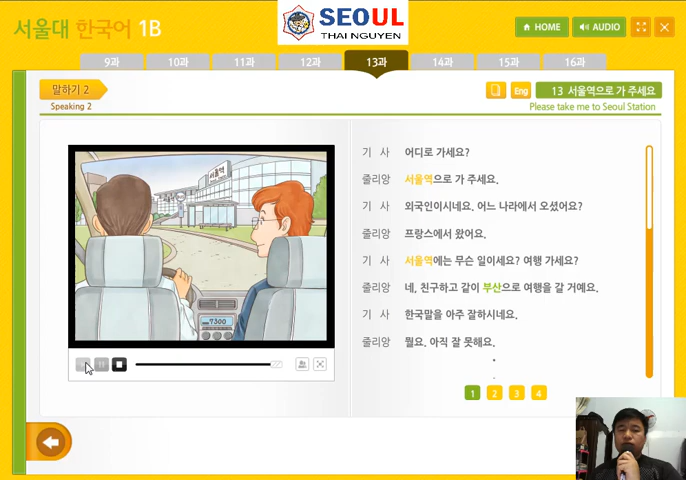 서울대 한국어 1B
SEOUL
THAI NGUYEN
HOME
AUDIO
9과
10과
11과
12과
13과
14과
15과
16과
말하기 2
Speaking 2
Eng
13 서울역으로 가 주세요
Please take me to Seoul Station
서울역
7300
기 사 어디로 가세요?
줄리앙 서울역으로 가 주세요.
기 사 외국인이시네요. 어느 나라에서 오셨어요?
줄리앙 프랑스에서 왔어요.
기 사 서울역에는 무슨 일이세요? 여행 가세요?
줄리앙 네, 친구하고 같이 부산으로 여행을 갈 거예요.
기 사 한국말을 아주 잘하시네요.
줄리앙 뭘요. 아직 잘 못해요.
1 2 3 4